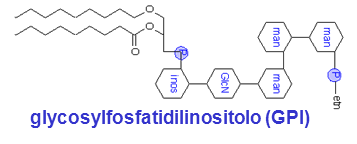 O
O
O
P
inos
GlcN
man
man
man
P
etn
glycosylfosfatidilinositolo (GPI)